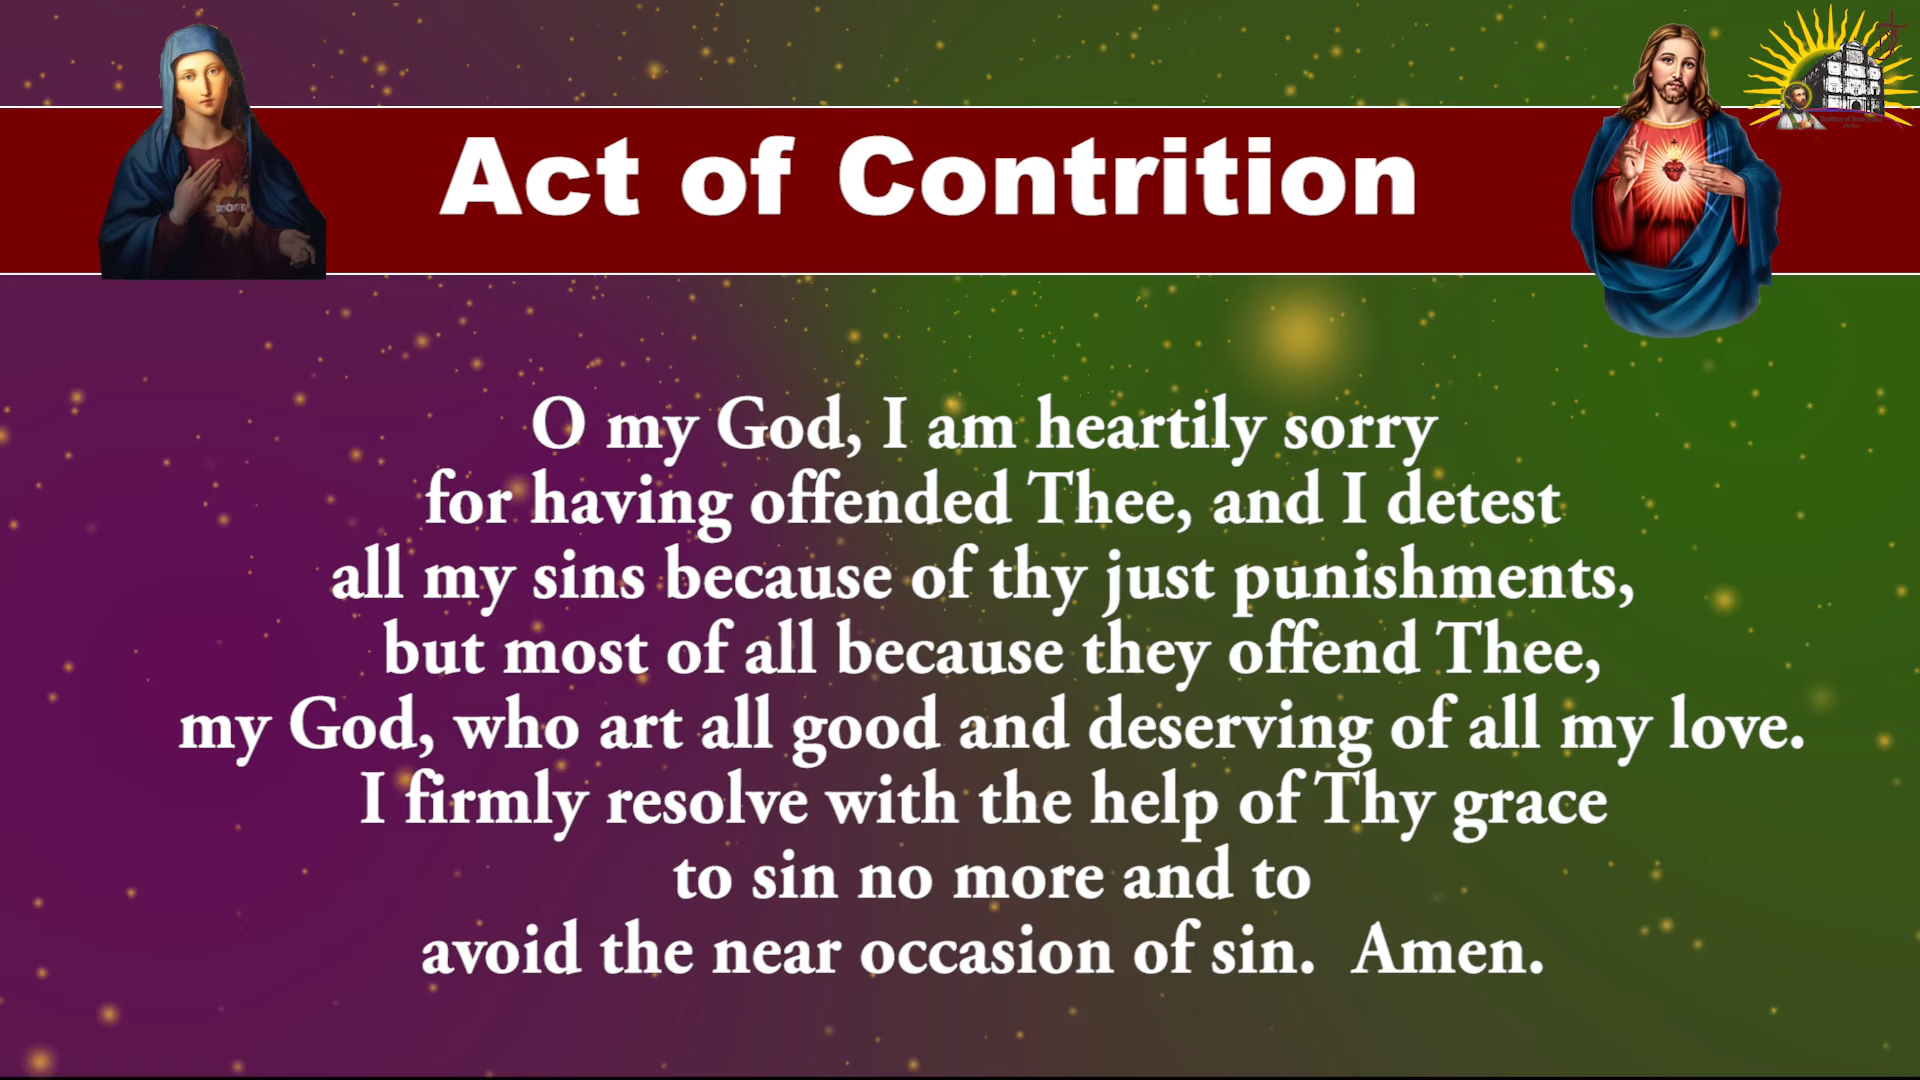 Act of Contrition
O my God, I am heartily sorry
for having offended Thee, and I detest
all my sins because of thy just punishments,
but most of all because they offend Thee,
my God, who art all good and deserving of all my love.
I firmly resolve with the help of Thy grace
to sin no more and to
avoid the near occasion of sin.  Amen.